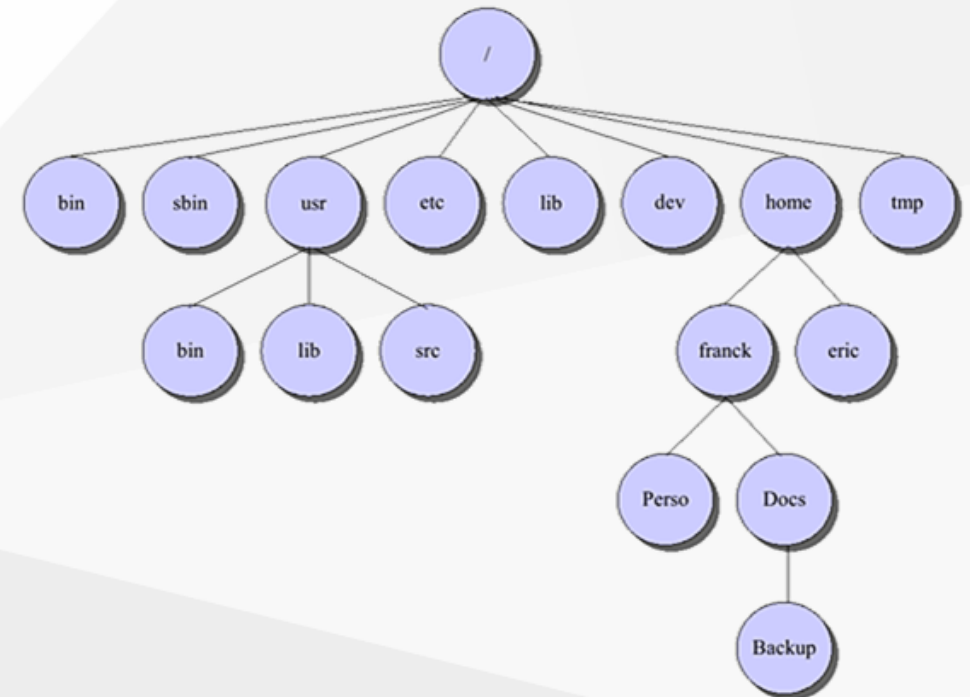 /
bin sbin usr etc lib dev home tmp
bin lib src franck eric
Perso Docs
Backup